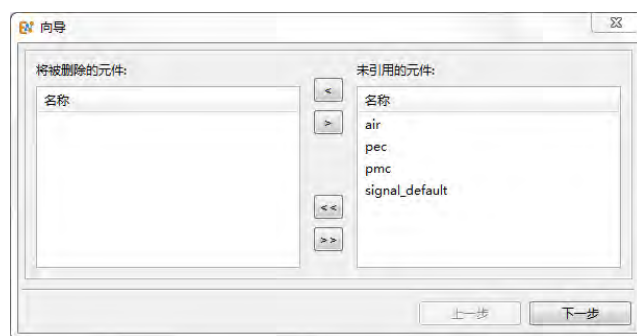 向导
将被删除的元件:
名称
<
>
<<
>>
未引用的元件:
名称
air
pec
pmc
signal_default
上一步
下一步